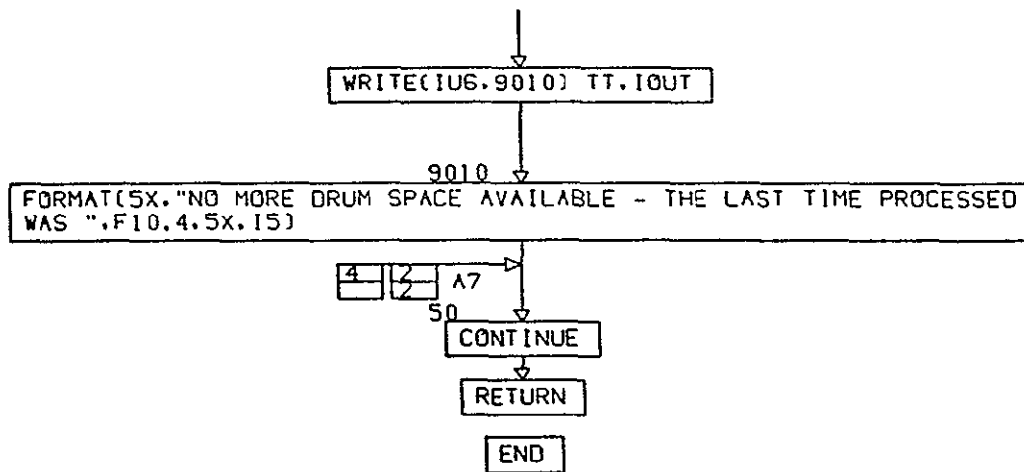 WRITE(IU6.9010) TT.IOUT
9010
FORMAT(5X."NO MORE DRUM SPACE AVAILABLE - THE LAST TIME PROCESSED
WAS ".F10.4.5X.I5)
4 2 A7
2
50
CONTINUE
RETURN
END